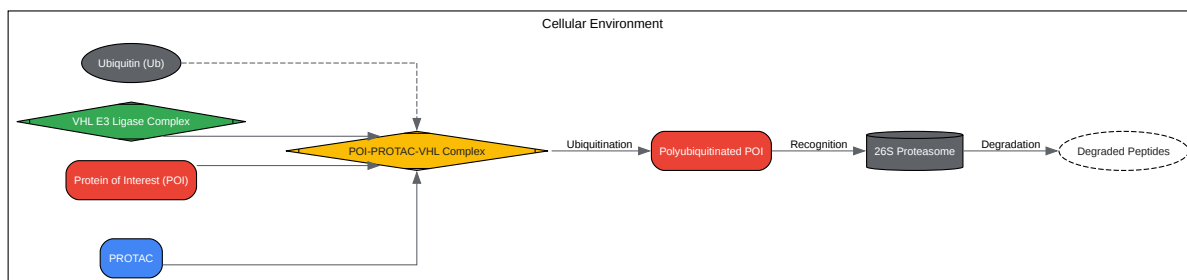 Cellular Environment
Ubiquitin (Ub)
VHL E3 Ligase Complex
Protein of Interest (POI)
PROTAC
POI-PROTAC-VHL Complex
Ubiquitination
Polyubiquitinated POI
Recognition
26S Proteasome
Degradation
Degraded Peptides